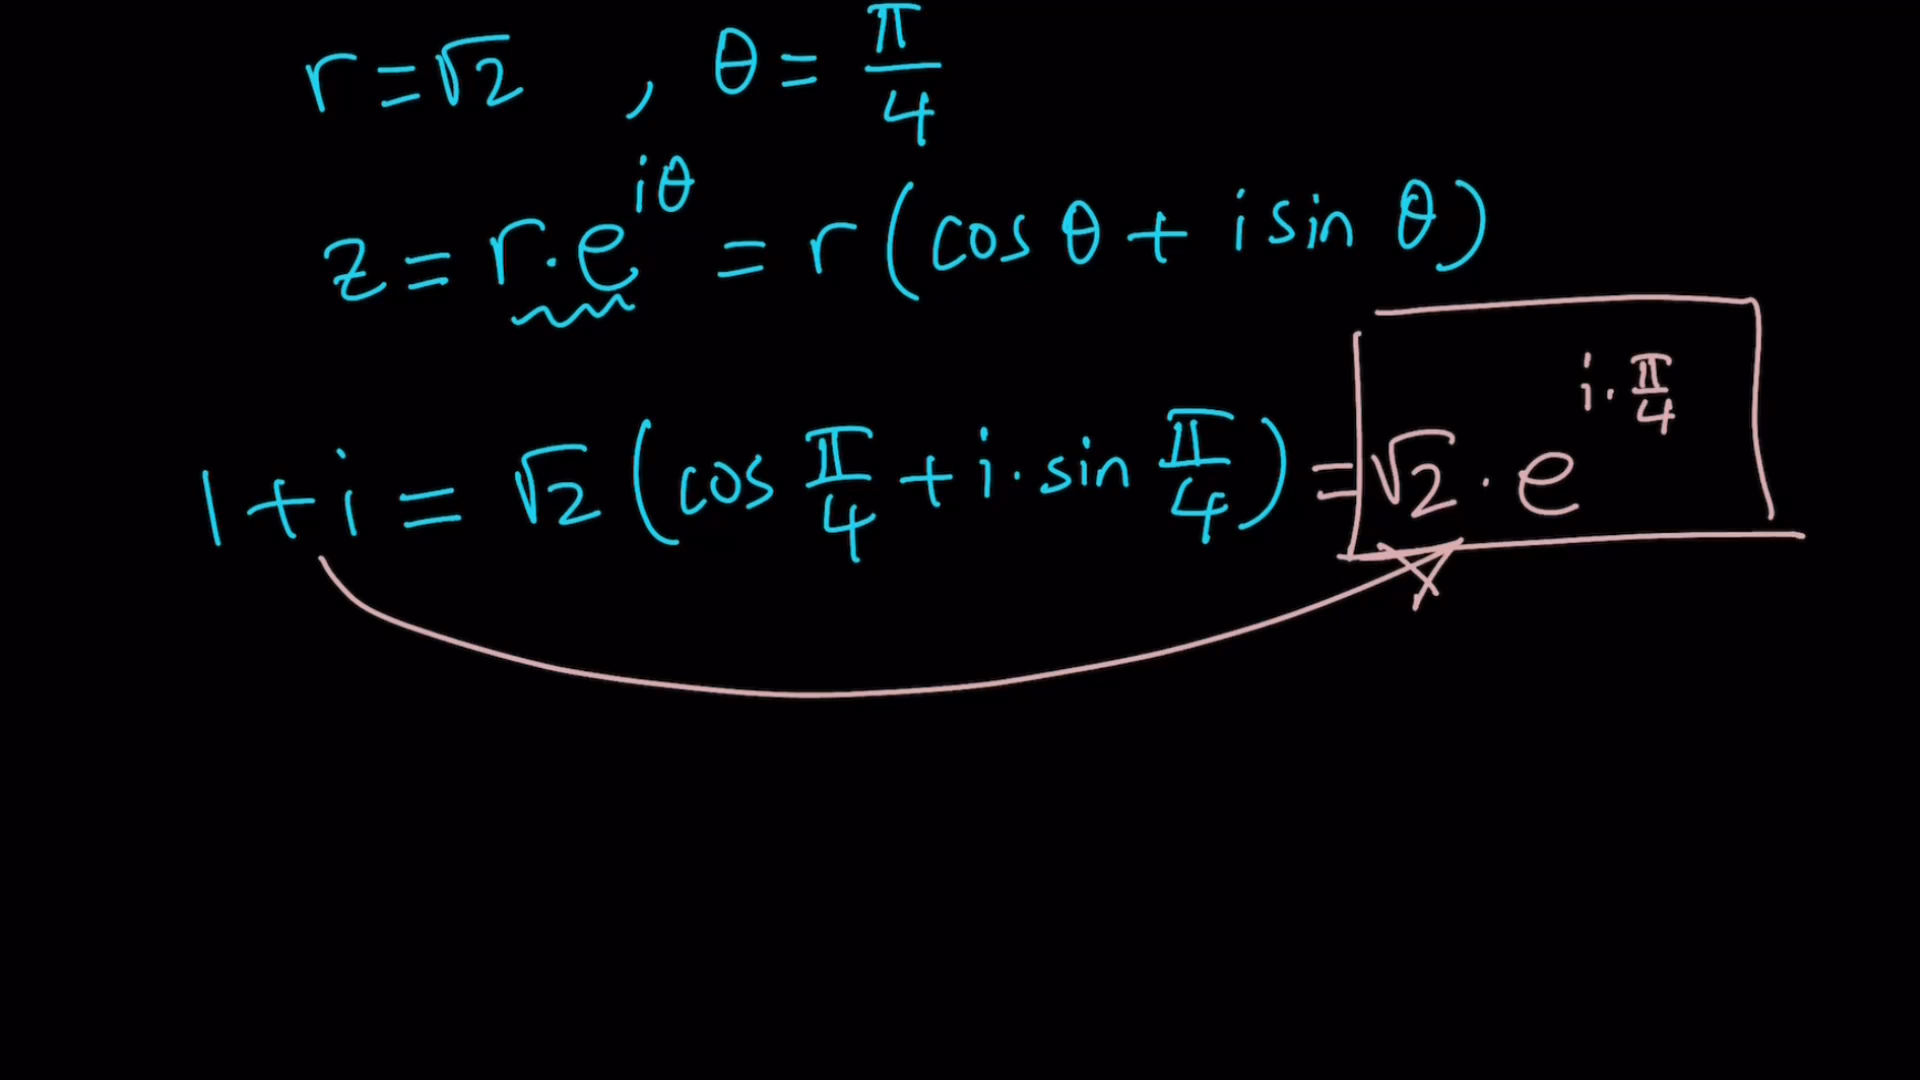 r=√2 , θ= π/4
z=r.e^iθ = r(cos θ + i sin θ)
1+i = √2 (cos π/4 + i. sin π/4) = √2 . e^i.π/4